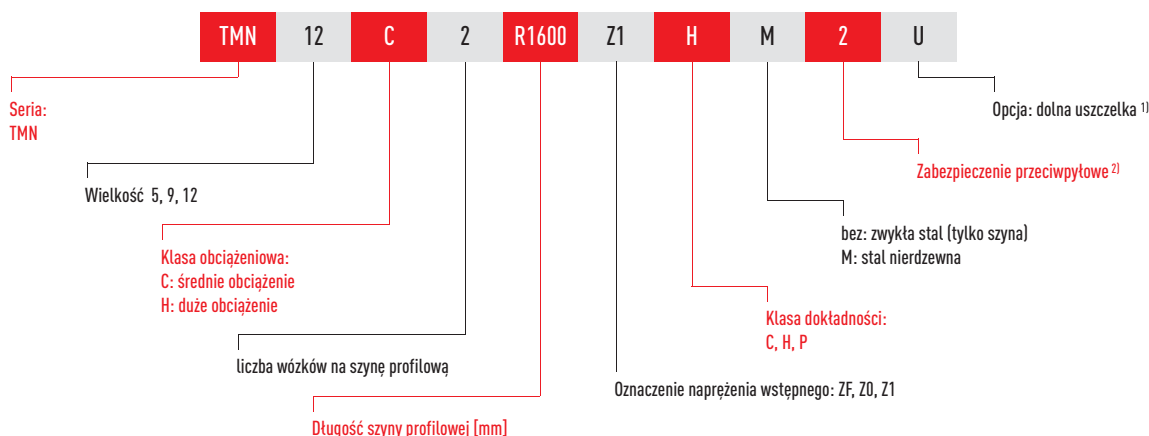 TMN 12 C 2 R1600 Z1 H M 2 U
Seria:
TMN
Opcja: dolna uszczelka ¹⁾
Zabezpieczenie przeciwpyłowe ²⁾
Wielkość 5, 9, 12
bez: zwykła stal (tylko szyna)
M: stal nierdzewna
Klasa obciążeniowa:
C: średnie obciążenie
H: duże obciążenie
Klasa dokładności:
C, H, P
liczba wózków na szynę profilową
Oznaczenie naprężenia wstępnego: ZF, Z0, Z1
Długość szyny profilowej [mm]